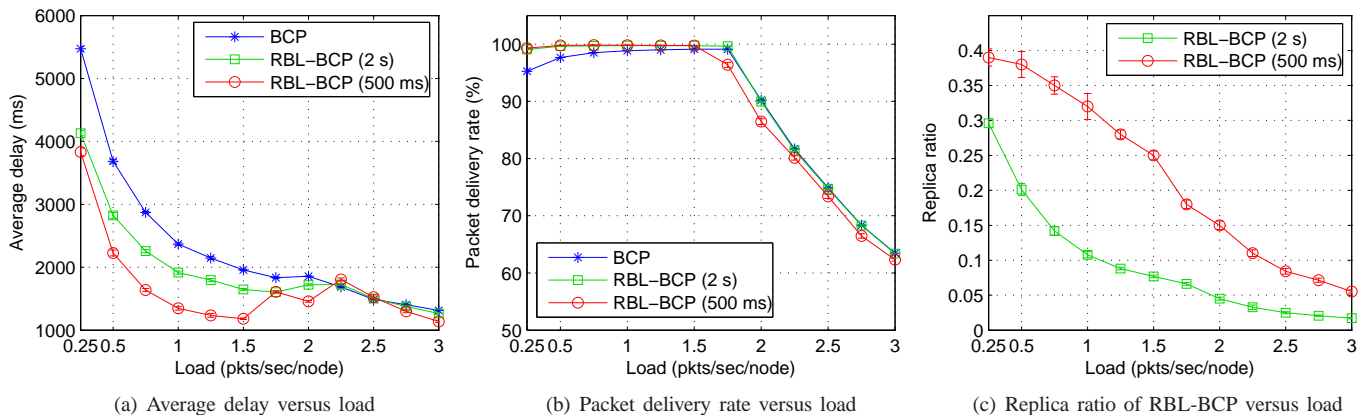 6000
5000
4000
3000
2000
1000
Average delay (ms)
BCP
RBL−BCP (2 s)
RBL−BCP (500 ms)
0.25 0.5 1 1.5 2 2.5 3
Load (pkts/sec/node)
(a) Average delay versus load
100
90
80
70
60
50
Packet delivery rate (%)
BCP
RBL−BCP (2 s)
RBL−BCP (500 ms)
0.25 0.5 1 1.5 2 2.5 3
Load (pkts/sec/node)
(b) Packet delivery rate versus load
0.4
0.35
0.3
0.25
0.2
0.15
0.1
0.05
0
Replica ratio
RBL−BCP (2 s)
RBL−BCP (500 ms)
0.25 0.5 1 1.5 2 2.5 3
Load (pkts/sec/node)
(c) Replica ratio of RBL-BCP versus load